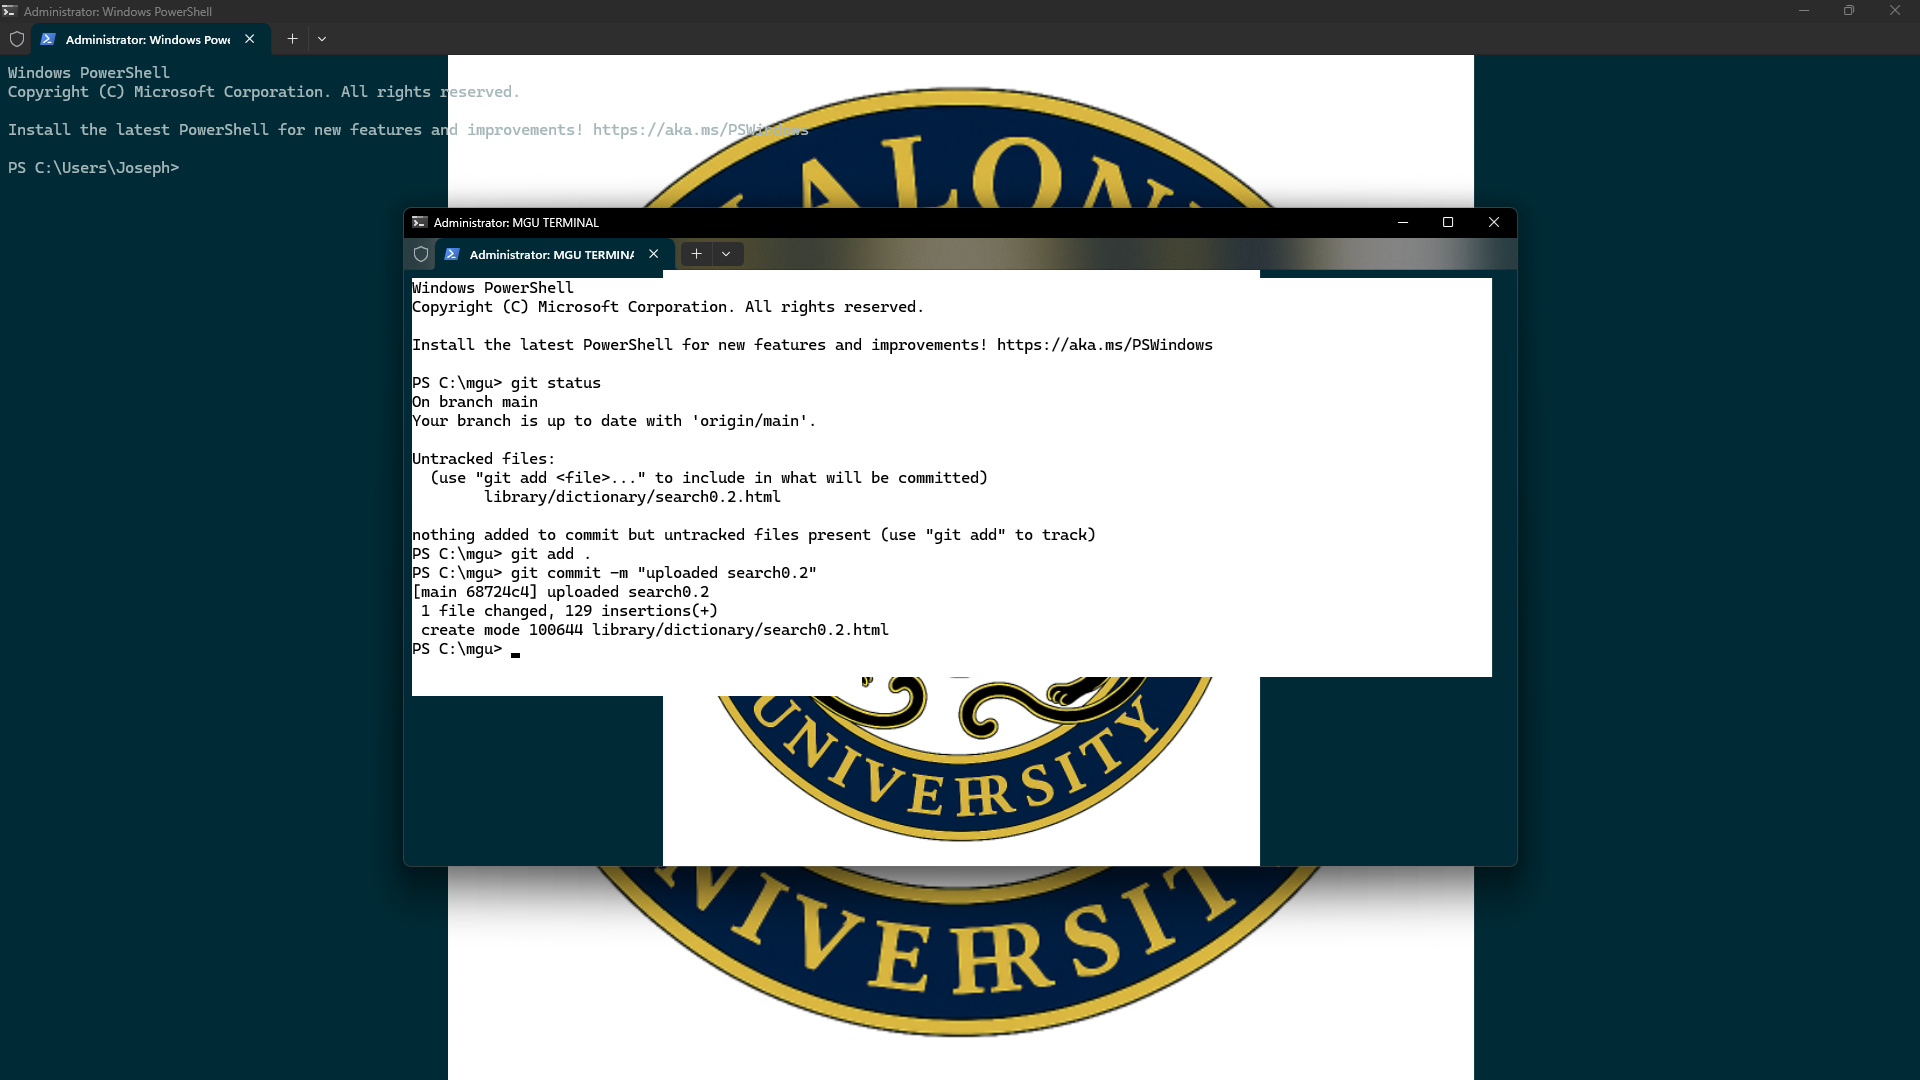 Administrator: Windows PowerShell
Administrator: Windows Powe
Windows PowerShell
Copyright (C) Microsoft Corporation. All rights reserved.
Install the latest PowerShell for new features and improvements! https://aka.ms/PSWindows
PS C:\Users\Joseph>
ALON
Administrator: MGU TERMINAL
Administrator: MGU TERMINA
Windows PowerShell
Copyright (C) Microsoft Corporation. All rights reserved.
Install the latest PowerShell for new features and improvements! https://aka.ms/PSWindows
PS C:\mgu> git status
On branch main
Your branch is up to date with 'origin/main'.
Untracked files:
  (use "git add <file>..." to include in what will be committed)
        library/dictionary/search0.2.html
nothing added to commit but untracked files present (use "git add" to track)
PS C:\mgu> git add .
PS C:\mgu> git commit -m "uploaded search0.2"
[main 68724c4] uploaded search0.2
 1 file changed, 129 insertions(+)
 create mode 100644 library/dictionary/search0.2.html
PS C:\mgu>
UNIVERSITY
NIVERSIT